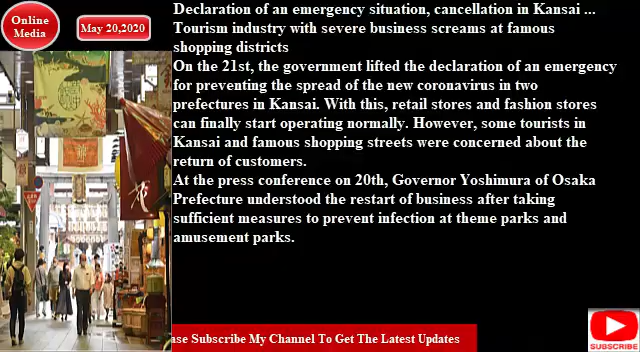 Online
Media
May 20,2020
Declaration of an emergency situation, cancellation in Kansai ...
Tourism industry with severe business screams at famous
shopping districts
On the 21st, the government lifted the declaration of an emergency
for preventing the spread of the new coronavirus in two
prefectures in Kansai. With this, retail stores and fashion stores
can finally start operating normally. However, some tourists in
Kansai and famous shopping streets were concerned about the
return of customers.
At the press conference on 20th, Governor Yoshimura of Osaka
Prefecture understood the restart of business after taking
sufficient measures to prevent infection at theme parks and
amusement parks.
ase Subscribe My Channel To Get The Latest Updates
SUBSCRIBE